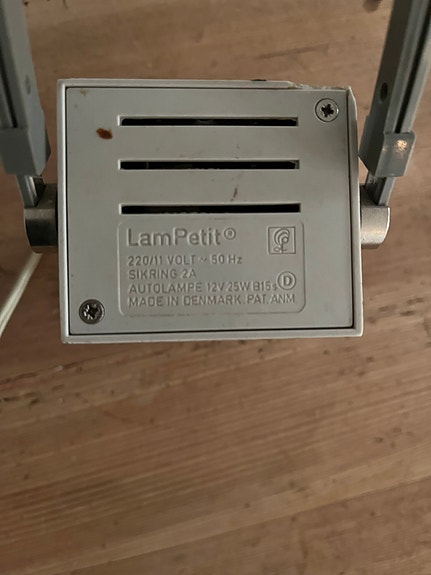 LamPetit®
220/11 VOLT ~ 50 Hz
SIKRING 2A
AUTOLAMPE 12V 25W B15s D
MADE IN DENMARK. PAT. ANM